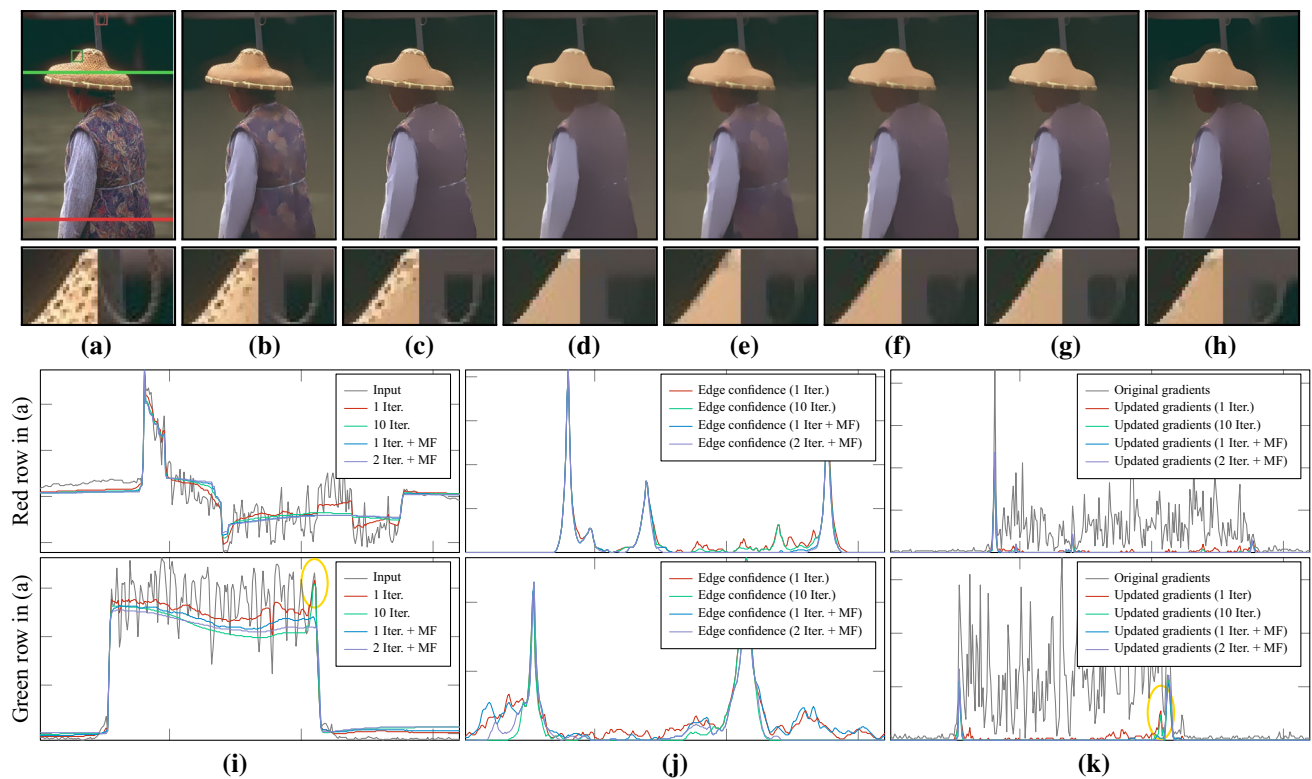 (a) (b) (c) (d) (e) (f) (g) (h)
Red row in (a)
Input
1 Iter.
10 Iter.
1 Iter. + MF
2 Iter. + MF
Edge confidence (1 Iter.)
Edge confidence (10 Iter.)
Edge confidence (1 Iter + MF)
Edge confidence (2 Iter. + MF)
Original gradients
Updated gradients (1 Iter.)
Updated gradients (10 Iter.)
Updated gradients (1 Iter. + MF)
Updated gradients (2 Iter. + MF)
Green row in (a)
Input
1 Iter.
10 Iter.
1 Iter. + MF
2 Iter. + MF
Edge confidence (1 Iter.)
Edge confidence (10 Iter.)
Edge confidence (1 Iter. + MF)
Edge confidence (2 Iter. + MF)
Original gradients
Updated gradients (1 Iter)
Updated gradients (10 Iter.)
Updated gradients (1 Iter. + MF)
Updated gradients (2 Iter. + MF)
(i) (j) (k)